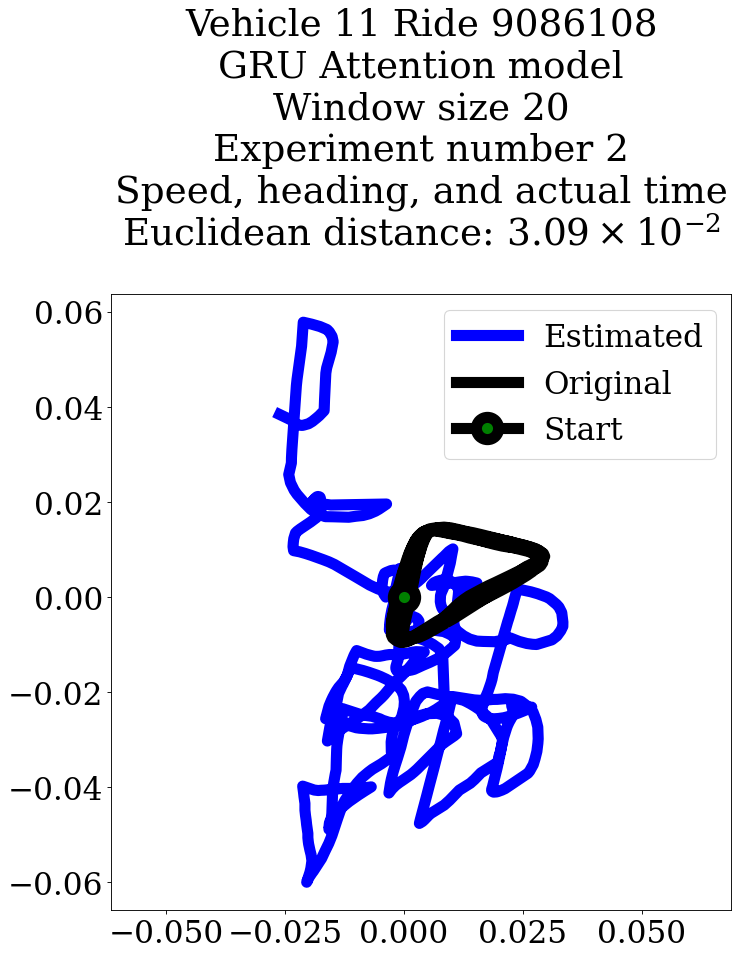 Vehicle 11 Ride 9086108
GRU Attention model
Window size 20
Experiment number 2
Speed, heading, and actual time
Euclidean distance: 3.09 × 10⁻²
Estimated
Original
Start
0.06
0.04
0.02
0.00
−0.02
−0.04
−0.06
−0.050 −0.025 0.000 0.025 0.050